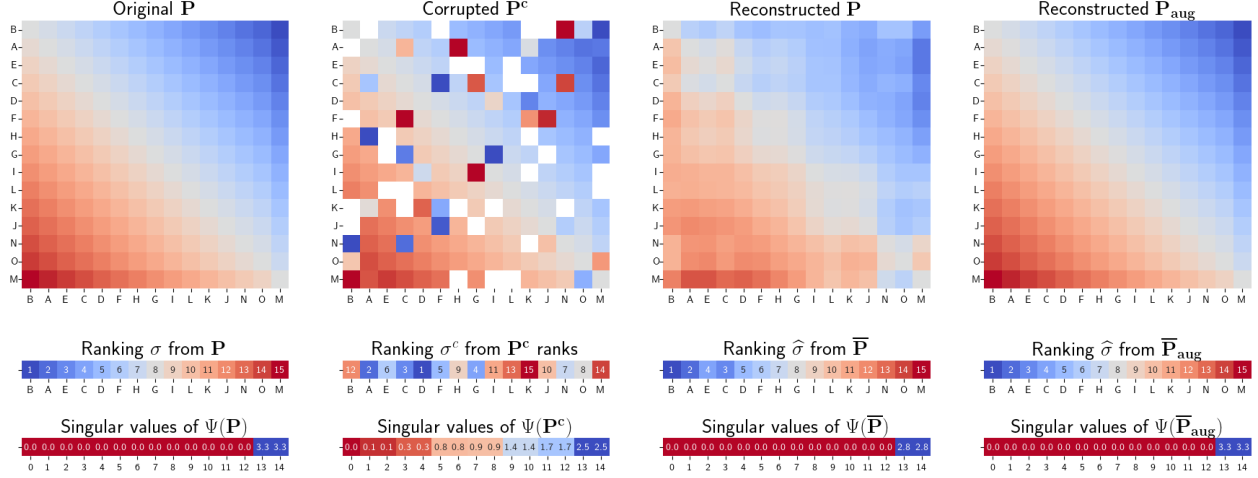 Original P
B
A
E
C
D
F
H
G
I
L
K
J
N
O
M
B A E C D F H G I L K J N O M
Corrupted Pᶜ
B
A
E
C
D
F
H
G
I
L
K
J
N
O
M
B A E C D F H G I L K J N O M
Reconstructed P
B
A
E
C
D
F
H
G
I
L
K
J
N
O
M
B A E C D F H G I L K J N O M
Reconstructed P_aug
B
A
E
C
D
F
H
G
I
L
K
J
N
O
M
B A E C D F H G I L K J N O M
Ranking σ from P
1 2 3 4 5 6 7 8 9 10 11 12 13 14 15
B A E C D F H G I L K J N O M
Ranking σᶜ from Pᶜ ranks
12 2 6 3 1 5 9 4 11 13 15 10 7 8 14
B A E C D F H G I L K J N O M
Ranking σ̂ from P̅
1 2 4 3 5 6 7 8 9 10 11 12 13 14 15
B A E C D F H G I L K J N O M
Ranking σ̂ from P̅_aug
1 2 3 4 5 6 7 8 9 10 11 12 13 14 15
B A E C D F H G I L K J N O M
Singular values of Ψ(P)
0.0 0.0 0.0 0.0 0.0 0.0 0.0 0.0 0.0 0.0 0.0 0.0 0.0 3.3 3.3
0 1 2 3 4 5 6 7 8 9 10 11 12 13 14
Singular values of Ψ(Pᶜ)
0.0 0.1 0.1 0.3 0.3 0.8 0.8 0.9 0.9 1.4 1.4 1.7 1.7 2.5 2.5
0 1 2 3 4 5 6 7 8 9 10 11 12 13 14
Singular values of Ψ(P̅)
0.0 0.0 0.0 0.0 0.0 0.0 0.0 0.0 0.0 0.0 0.0 0.0 0.0 2.8 2.8
0 1 2 3 4 5 6 7 8 9 10 11 12 13 14
Singular values of Ψ(P̅_aug)
0.0 0.0 0.0 0.0 0.0 0.0 0.0 0.0 0.0 0.0 0.0 0.0 0.0 3.3 3.3
0 1 2 3 4 5 6 7 8 9 10 11 12 13 14